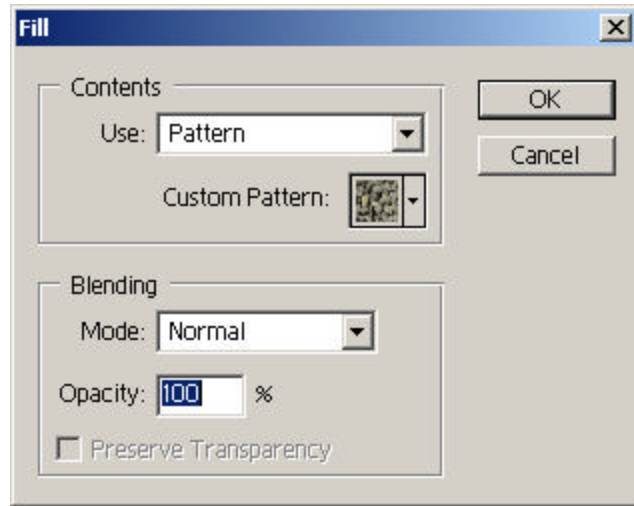 Fill
Contents
Use: Pattern
Custom Pattern:
OK
Cancel
Blending
Mode: Normal
Opacity: 100 %
Preserve Transparency